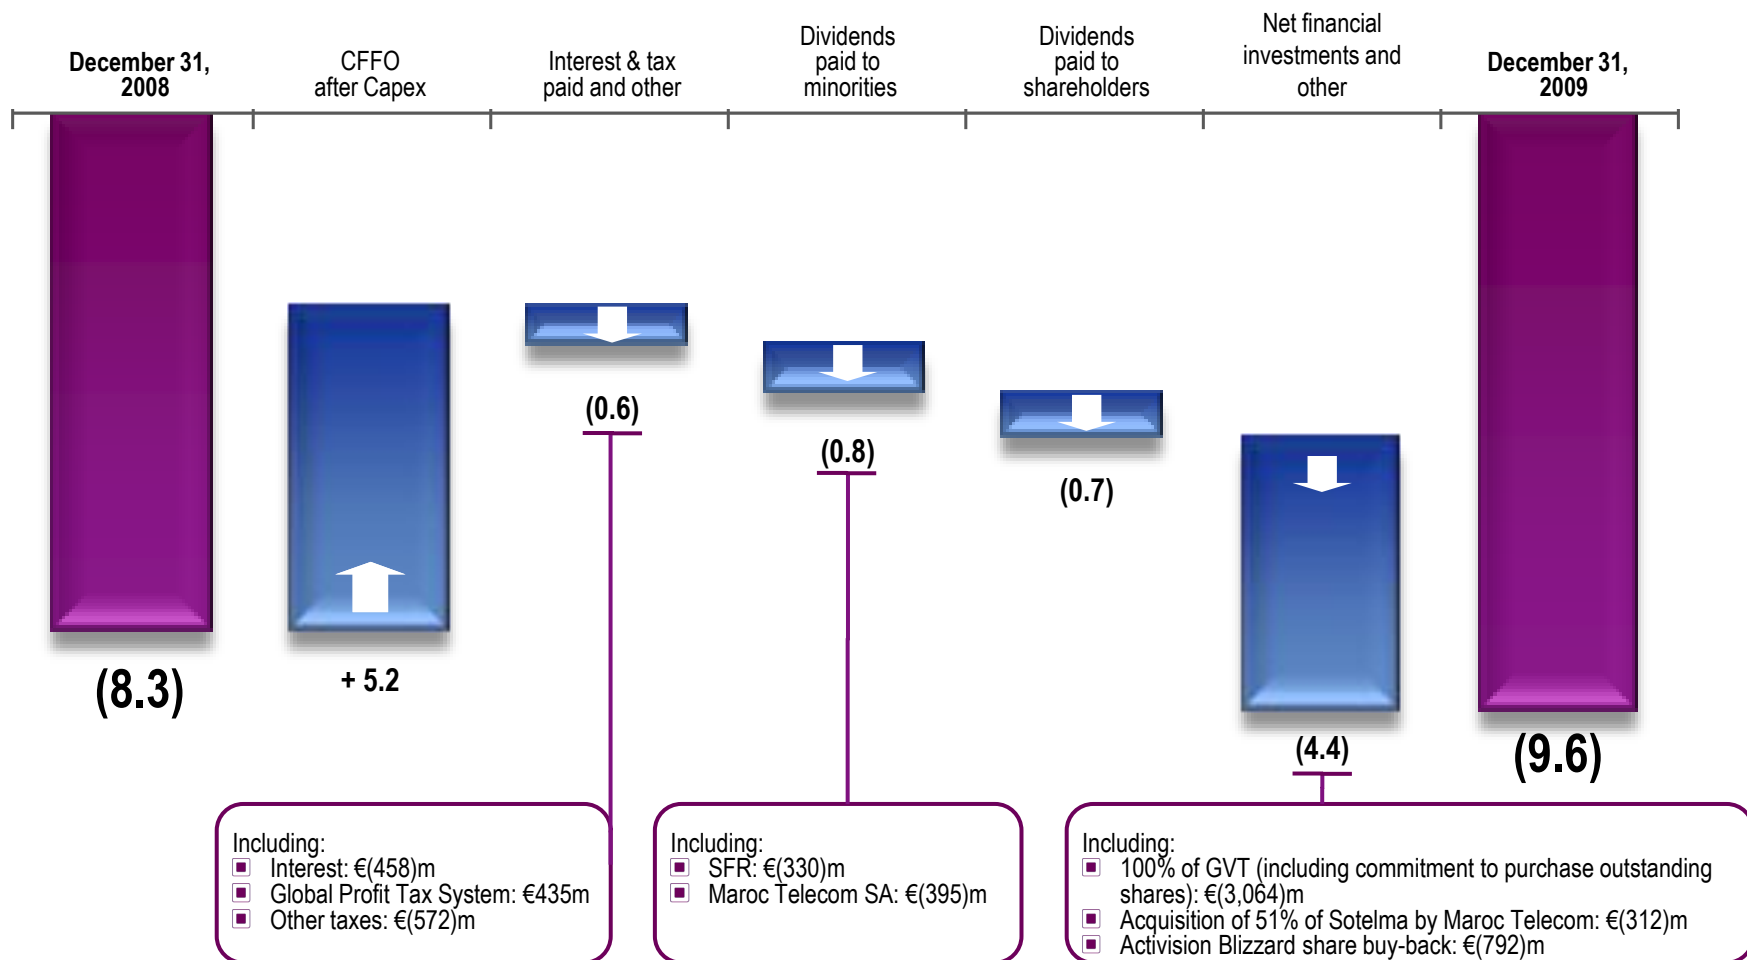 December 31,
2008
CFFO
after Capex
Interest & tax
paid and other
Dividends
paid to
minorities
Dividends
paid to
shareholders
Net financial
investments and
other
December 31,
2009
(8.3)
+ 5.2
(0.6)
(0.8)
(0.7)
(4.4)
(9.6)
Including:
Interest: €(458)m
Global Profit Tax System: €435m
Other taxes: €(572)m
Including:
SFR: €(330)m
Maroc Telecom SA: €(395)m
Including:
100% of GVT (including commitment to purchase outstanding
shares): €(3,064)m
Acquisition of 51% of Sotelma by Maroc Telecom: €(312)m
Activision Blizzard share buy-back: €(792)m